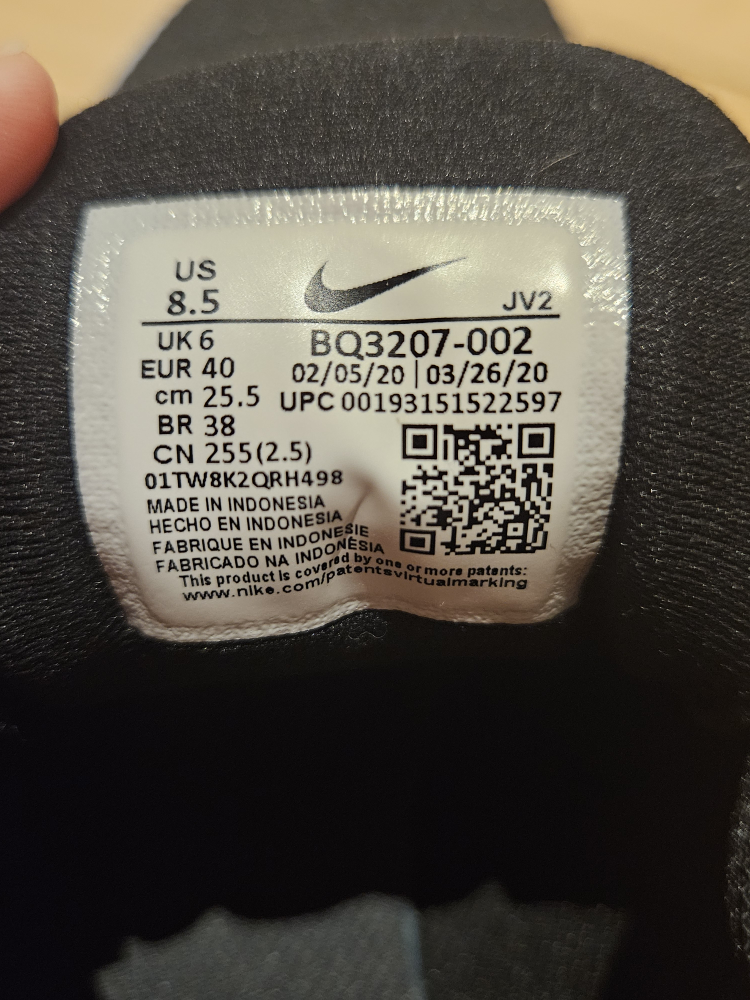 US
8.5
JV2
UK 6
BQ3207-002
EUR 40
02/05/20 | 03/26/20
cm 25.5
UPC 00193151522597
BR 38
CN 255(2.5)
01TW8K2QRH498
MADE IN INDONESIA
HECHO EN INDONESIA
FABRIQUE EN INDONESIE
FABRICADO NA INDONÉSIA
This product is covered by one or more patents:
www.nike.com/patentsvirtualmarking